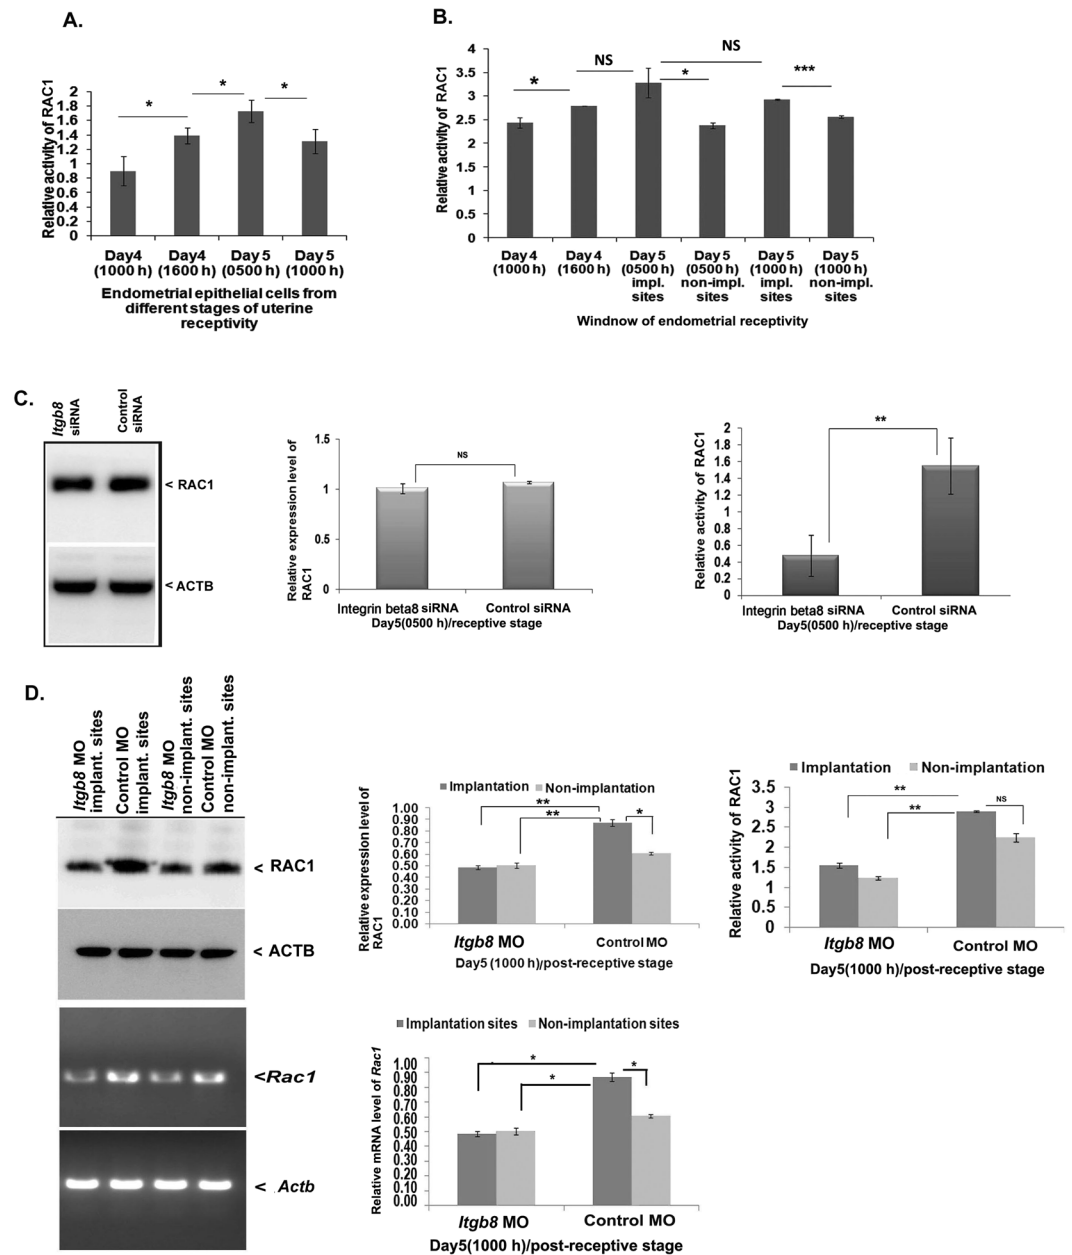 A.
Relative activity of RAC1
2
1.8
1.6
1.4
1.2
1
0.8
0.6
0.4
0.2
0
*
*
*
Day4 Day4 Day5 Day5
(1000 h) (1600 h) (0500 h) (1000 h)
Endometrial epithelial cells from
different stages of uterine
receptivity
B.
Relative activity of RAC1
4
3.5
3
2.5
2
1.5
1
0.5
0
*
NS
NS
*
***
Day 4 Day 4 Day 5 Day 5 Day 5 Day 5
(1000 h) (1600 h) (0500 h) (0500 h) (1000 h) (1000 h)
impl. non-impl. impl. non-impl.
sites sites sites sites
Windnow of endometrial receptivity
C.
Itgb8
siRNA
Control
siRNA
< RAC1
< ACTB
Relative expression level of
RAC1
1.5
1
0.5
0
NS
Integrin beta8 siRNA Control siRNA
Day5(0500 h)/receptive stage
Relative activity of RAC1
2
1.8
1.6
1.4
1.2
1
0.8
0.6
0.4
0.2
0
**
Integrin beta8 siRNA Control siRNA
Day5(0500 h)/receptive stage
D.
Itgb8 MO
implant. sites
Control MO
implant. sites
Itgb8 MO
non-implant. sites
Control MO
non-implant. sites
< RAC1
< ACTB
<Rac1
< Actb
Implantation Non-implantation
Relative expression level of
RAC1
1.00
0.90
0.80
0.70
0.60
0.50
0.40
0.30
0.20
0.10
0.00
**
**
*
Itgb8 MO Control MO
Day5 (1000 h)/post-receptive stage
Implantation Non-implantation
Relative activity of RAC1
3.5
3
2.5
2
1.5
1
0.5
0
**
**
NS
Itgb8 MO Control MO
Day5(1000 h)/post-receptive stage
Implantation sites Non-implantation sites
Relative mRNA level of Rac1
1.00
0.90
0.80
0.70
0.60
0.50
0.40
0.30
0.20
0.10
0.00
*
*
*
Itgb8 MO Control MO
Day5(1000 h)/post-receptive stage